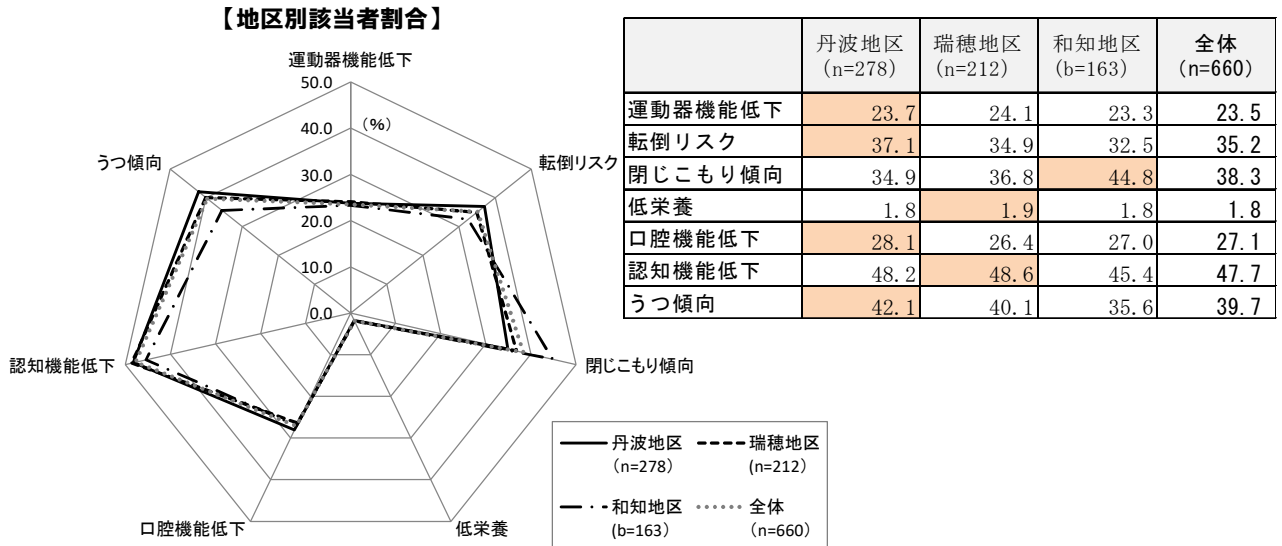 【地区別該当者割合】
運動器機能低下
50.0
40.0
(%)
30.0
20.0
10.0
0.0
うつ傾向
転倒リスク
認知機能低下
閉じこもり傾向
口腔機能低下
低栄養
丹波地区
(n=278)
瑞穂地区
(n=212)
和知地区
(b=163)
全体
(n=660)
丹波地区 瑞穂地区 和知地区 全体
(n=278) (n=212) (b=163) (n=660)
運動器機能低下 23.7 24.1 23.3 23.5
転倒リスク 37.1 34.9 32.5 35.2
閉じこもり傾向 34.9 36.8 44.8 38.3
低栄養 1.8 1.9 1.8 1.8
口腔機能低下 28.1 26.4 27.0 27.1
認知機能低下 48.2 48.6 45.4 47.7
うつ傾向 42.1 40.1 35.6 39.7